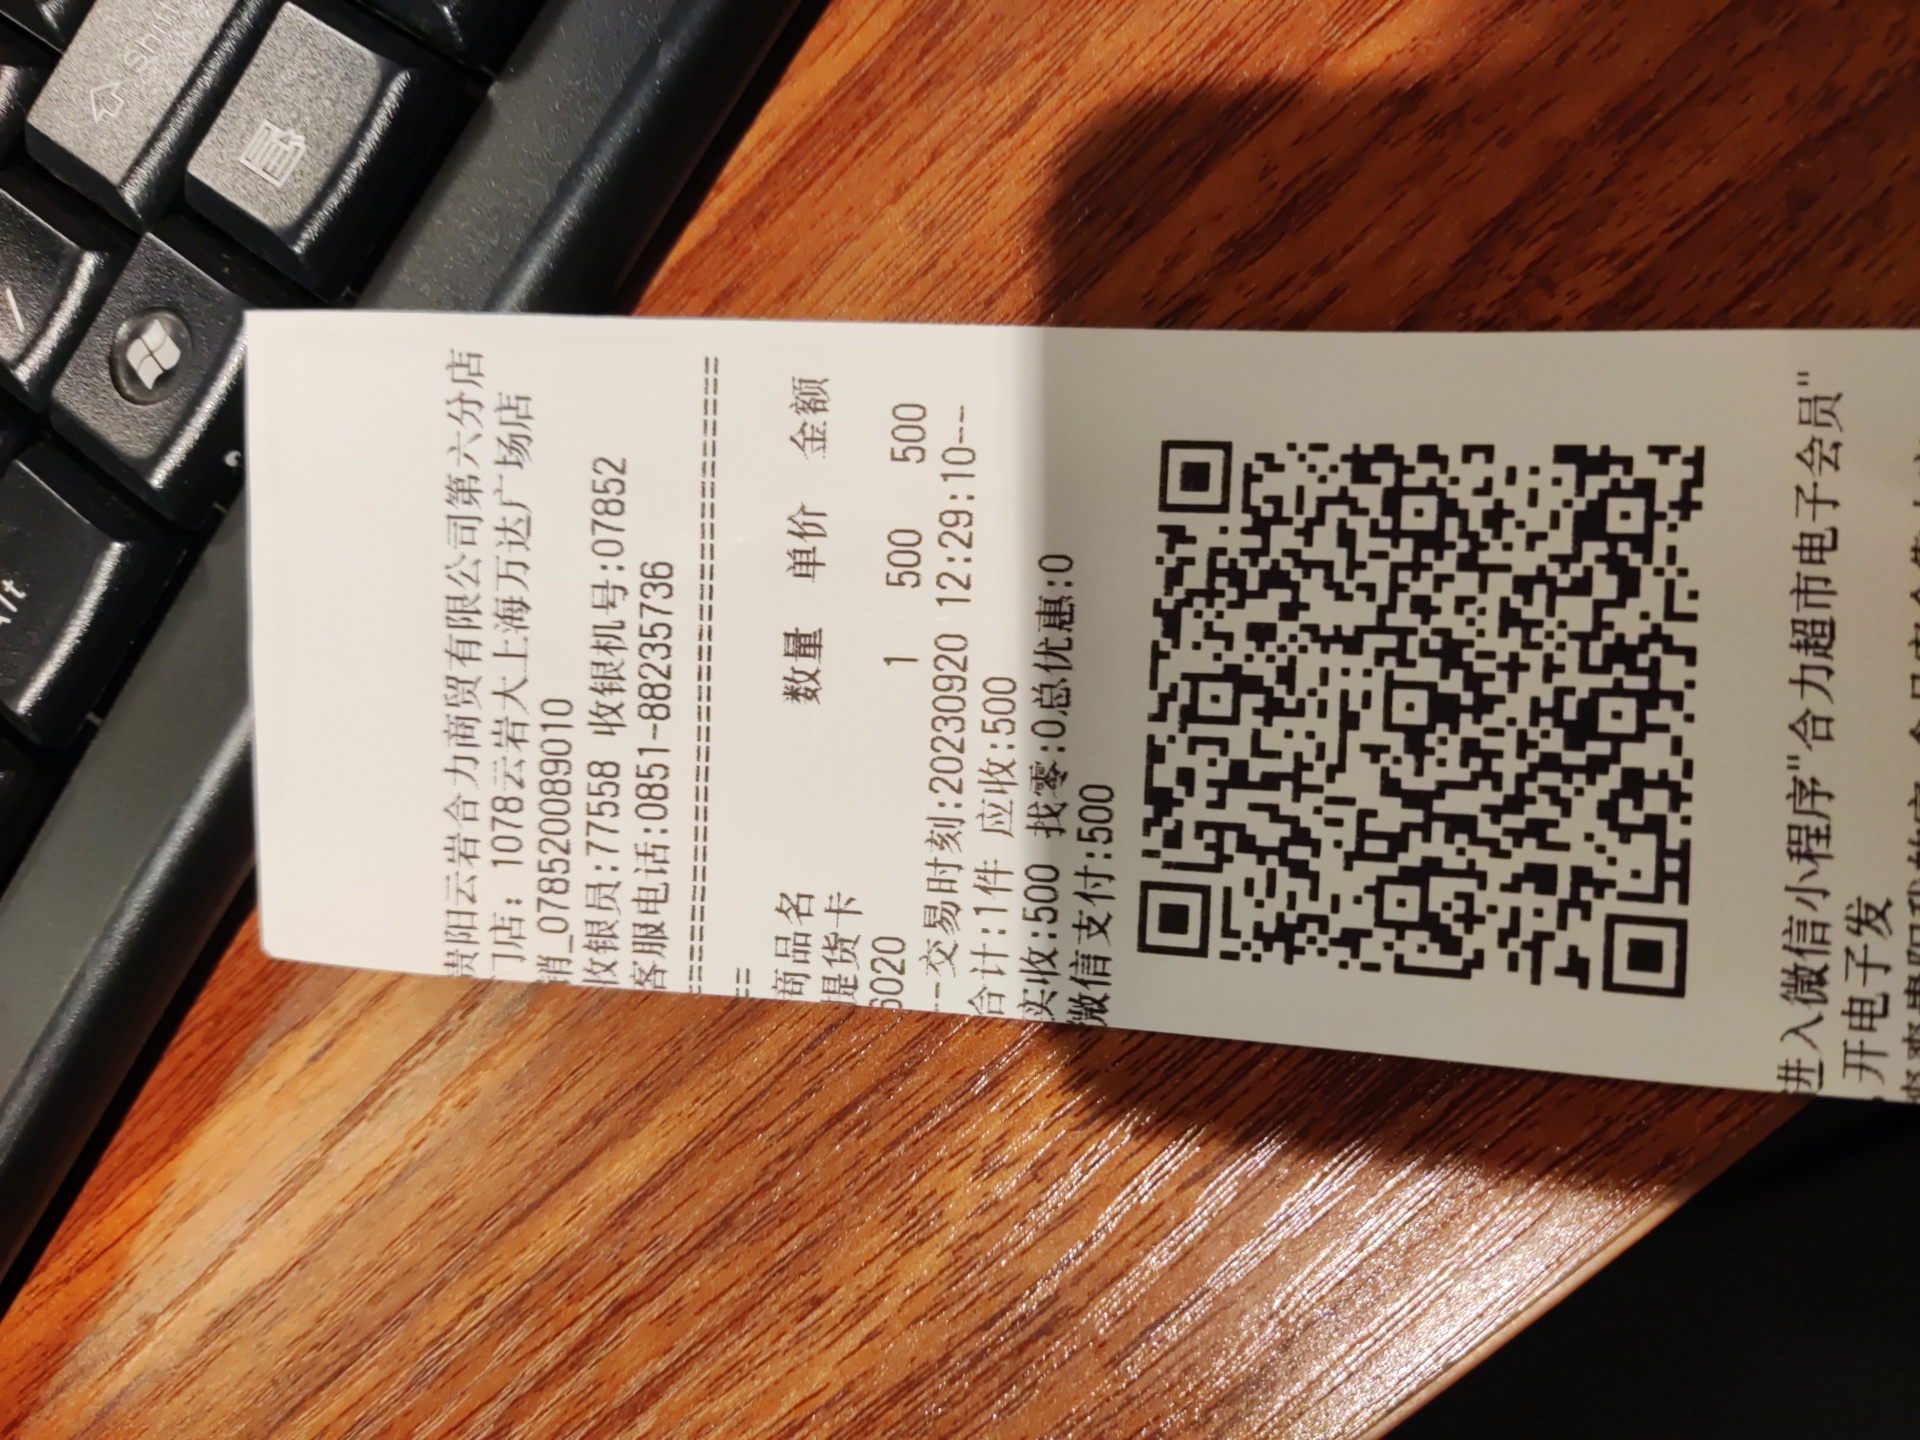 贵阳云岩合力商贸有限公司第六分店
门店: 1078云岩大上海万达广场店
销_0785220089010
收银员:77558 收银机号:07852
客服电话:0851-88235736
商品名 数量 单价 金额
提货卡
6020 1 500 500
--交易时刻:20230920 12:29:10---
合计:1件 应收:500
实收:500 找零:0总优惠:0
微信支付:500
进入微信小程序"合力超市电子会员"
开电子发
Shift
Alt